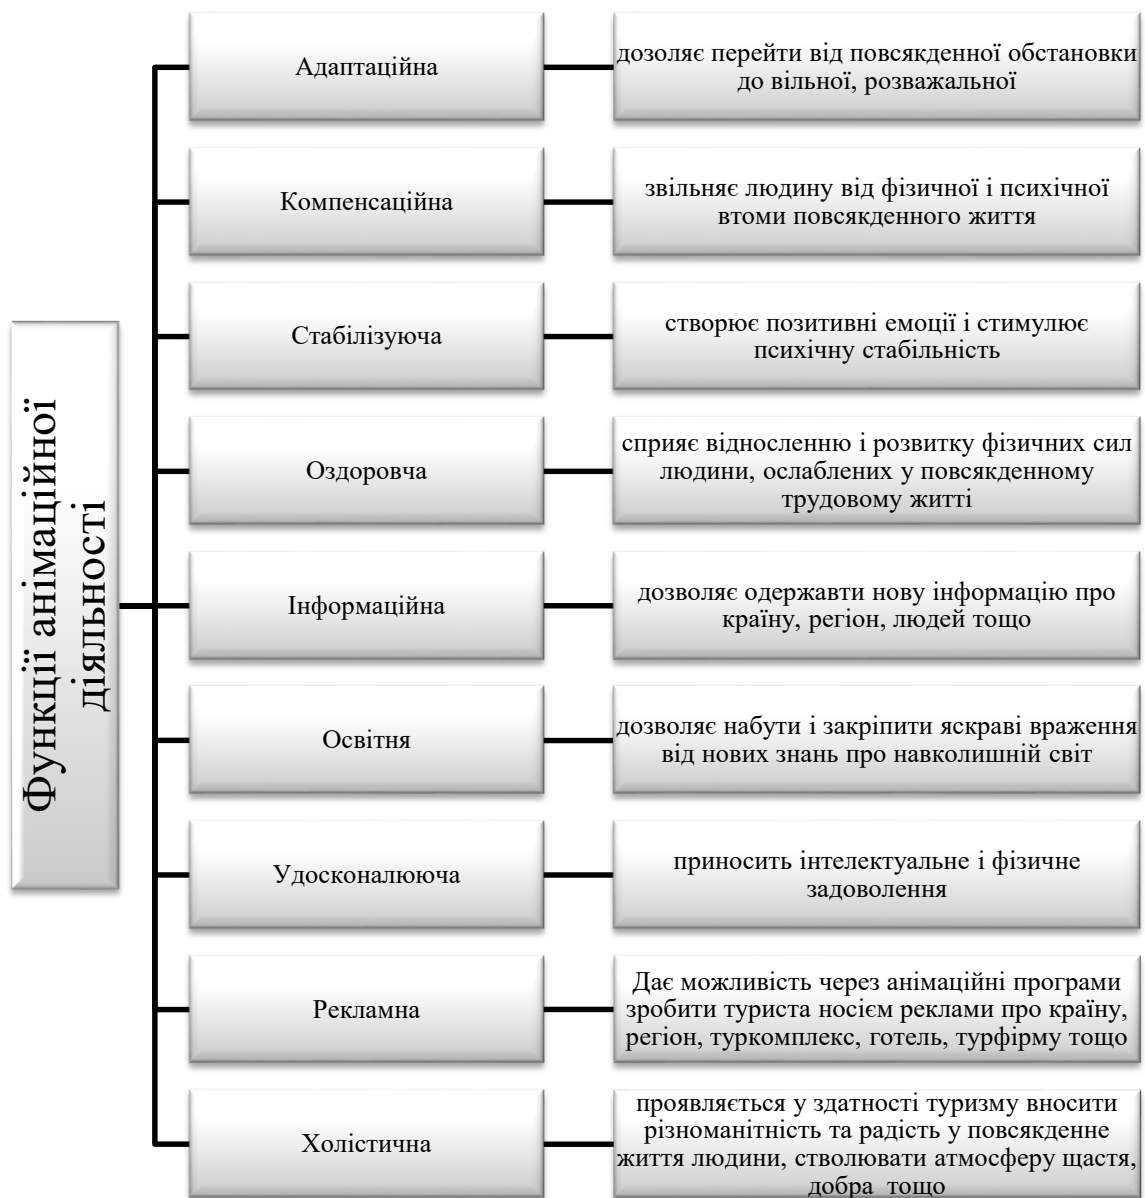 Функції анімаційної
діяльності
Адаптаційна
дозоляє перейти від повсякденної обстановки
до вільної, розважальної
Компенсаційна
звільняє людину від фізичної і психічної
втоми повсякденного життя
Стабілізуюча
створює позитивні емоції і стимулює
психічну стабільність
Оздоровча
сприяє відносленню і розвитку фізичних сил
людини, ослаблених у повсякденному
трудовому житті
Інформаційна
дозволяє одержавти нову інформацію про
країну, регіон, людей тощо
Освітня
дозволяє набути і закріпити яскраві враження
від нових знань про навколишній світ
Удосконалююча
приносить інтелектуальне і фізичне
задоволення
Рекламна
Дає можливість через анімаційні програми
зробити туриста носієм реклами про країну,
регіон, туркомплекс, готель, турфірму тощо
Холістична
проявляється у здатності туризму вносити
різноманітність та радість у повсякденне
життя людини, стволювати атмосферу щастя,
добра тощо